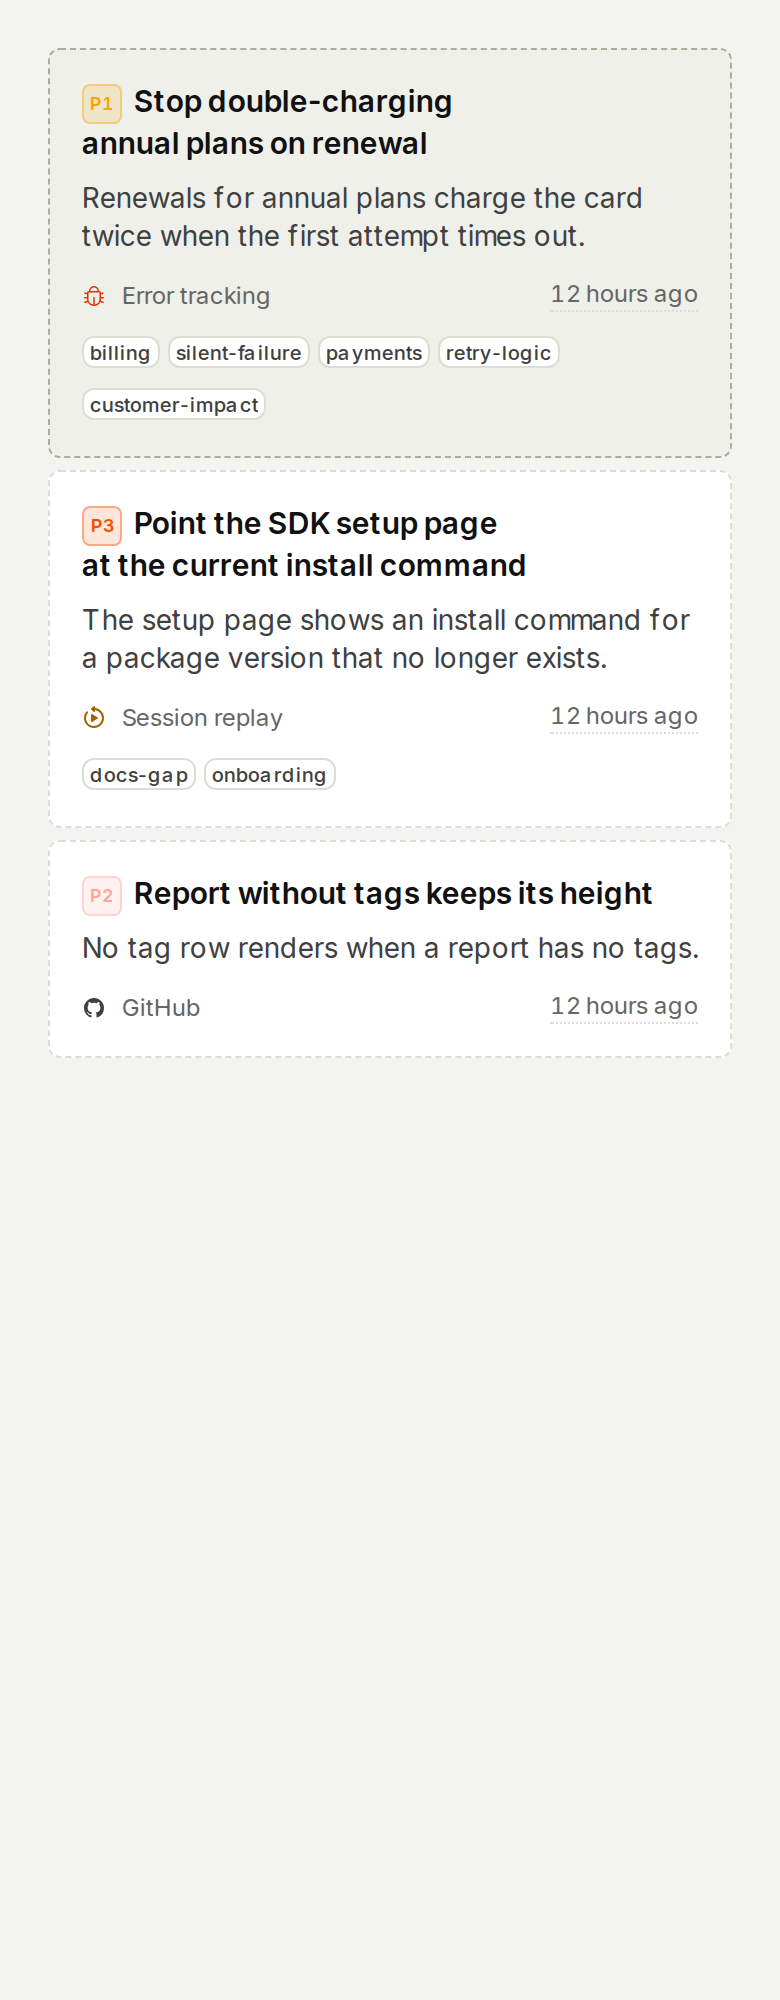 P1 Stop double-charging
annual plans on renewal
Renewals for annual plans charge the card
twice when the first attempt times out.
Error tracking 12 hours ago
billing silent-failure payments retry-logic
customer-impact
P3 Point the SDK setup page
at the current install command
The setup page shows an install command for
a package version that no longer exists.
Session replay 12 hours ago
docs-gap onboarding
P2 Report without tags keeps its height
No tag row renders when a report has no tags.
GitHub 12 hours ago